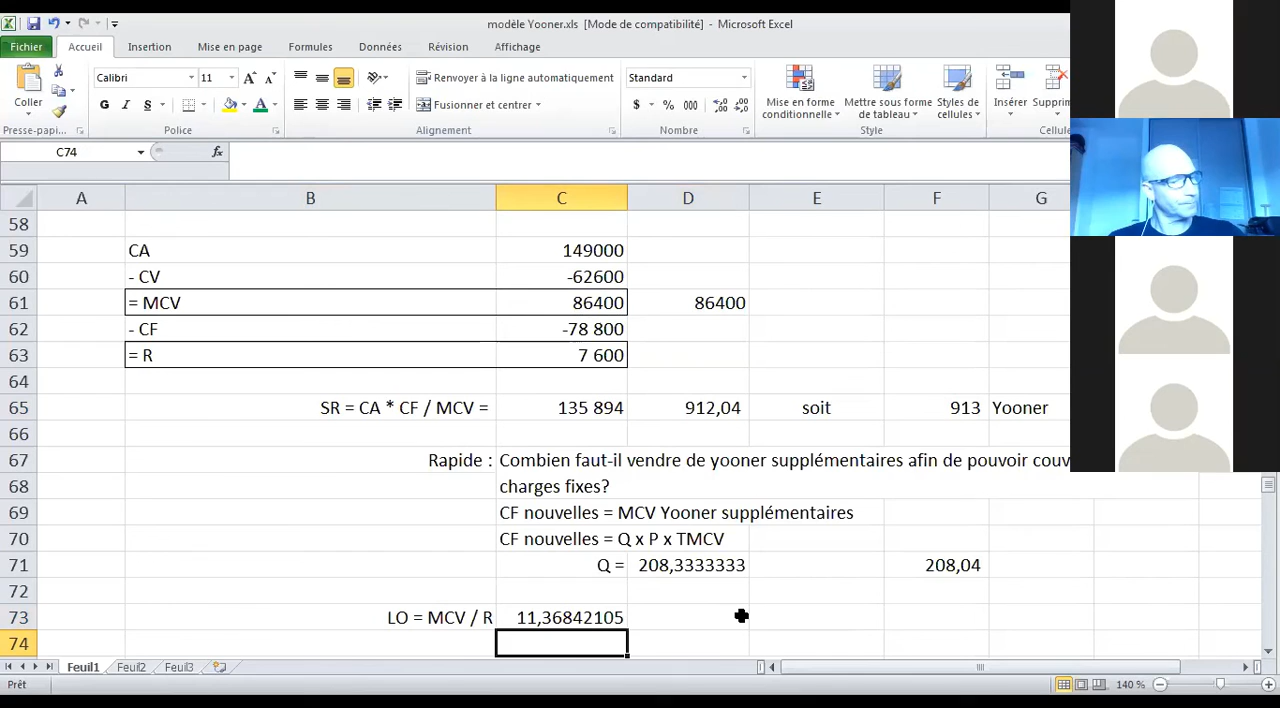 modèle Yooner.xls [Mode de compatibilité] - Microsoft Excel
Fichier Accueil Insertion Mise en page Formules Données Révision Affichage
Coller Calibri 11 Renvoyer à la ligne automatiquement Standard Mise en forme conditionnelle Mettre sous forme de tableau Styles de cellules Insérer Supprim
G I S Fusionner et centrer $ % 000
Presse-papi... Police Alignement Nombre Style Cellule
C74 fx
A B C D E F G
58
59 CA 149000
60 - CV -62600
61 = MCV 86400 86400
62 - CF -78 800
63 = R 7 600
64
65 SR = CA * CF / MCV = 135 894 912,04 soit 913 Yooner
66
67 Rapide : Combien faut-il vendre de yooner supplémentaires afin de pouvoir couv
68 charges fixes?
69 CF nouvelles = MCV Yooner supplémentaires
70 CF nouvelles = Q x P x TMCV
71 Q = 208,3333333 208,04
72
73 LO = MCV / R 11,36842105
74
Feuil1 Feuil2 Feuil3
Prêt 140 %